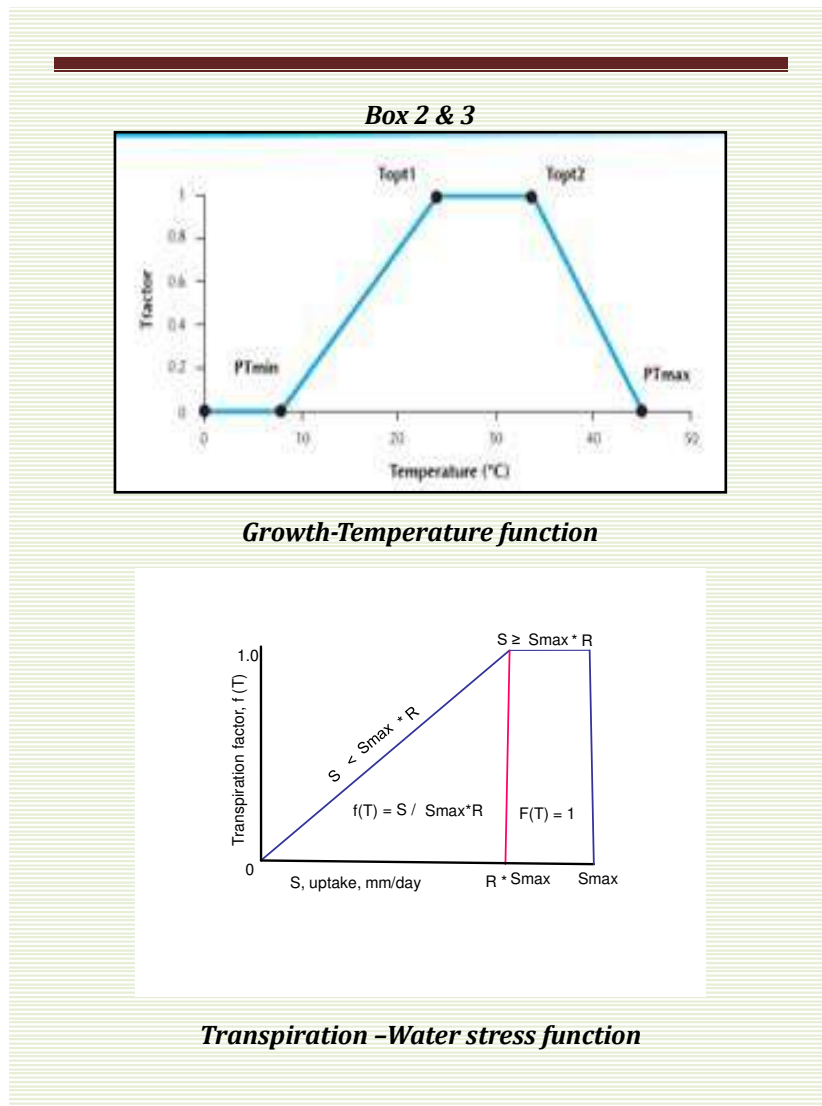 Box 2 & 3
Topt1
Topt2
1
0.8
0.6
0.4
0.2
0
Tfactor
PTmin
PTmax
0 10 20 30 40 50
Temperature (°C)
Growth-Temperature function
S ≥ Smax * R
1.0
Transpiration factor, f (T)
S < Smax * R
f(T) = S / Smax*R
F(T) = 1
0
S, uptake, mm/day
R * Smax
Smax
Transpiration –Water stress function